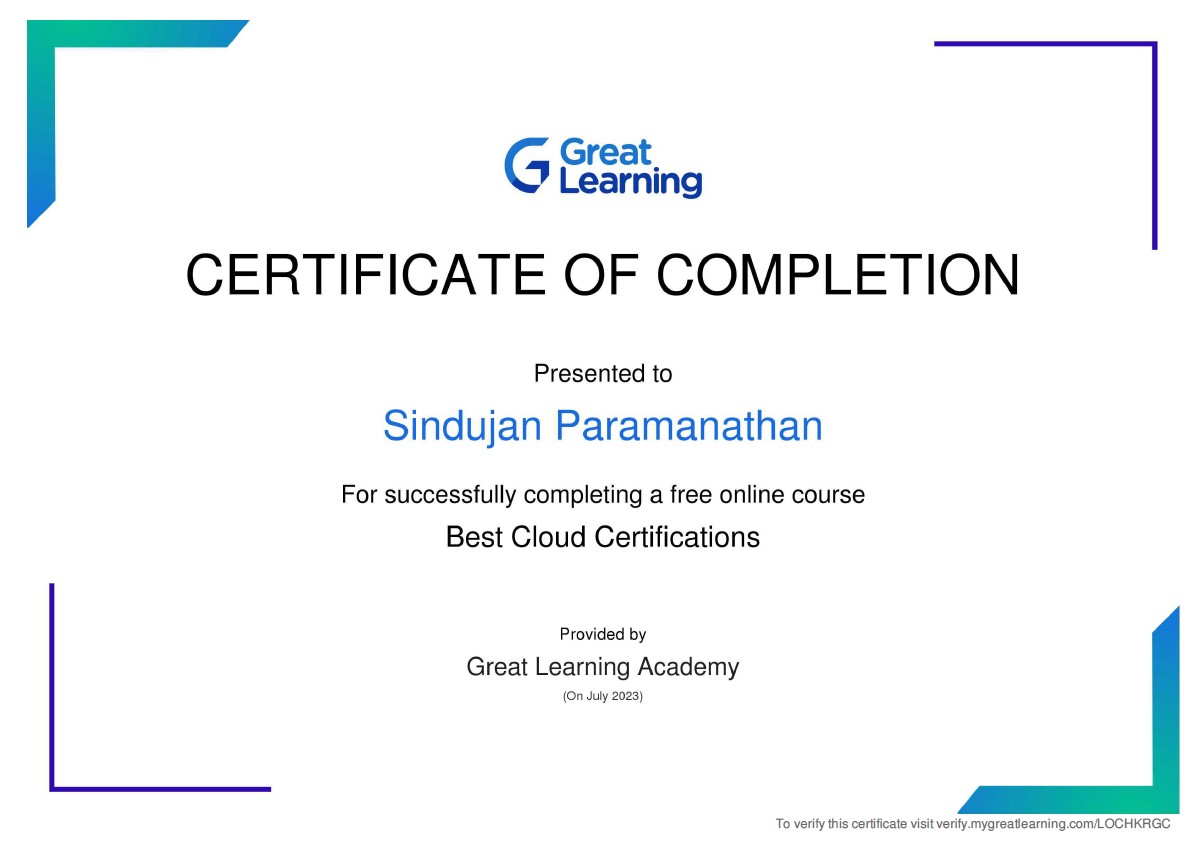 Great
Learning
CERTIFICATE OF COMPLETION
Presented to
Sindujan Paramanathan
For successfully completing a free online course
Best Cloud Certifications
Provided by
Great Learning Academy
(On July 2023)
To verify this certificate visit verify.mygreatlearning.com/LOCHKRGC